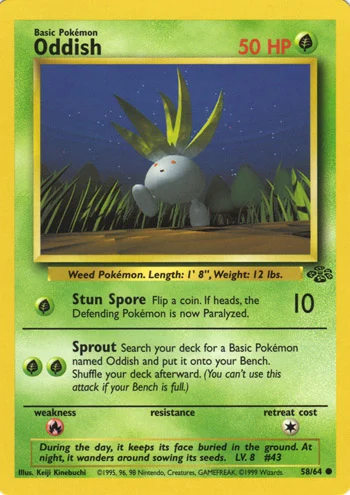 Basic Pokémon
Oddish 50 HP
Weed Pokémon. Length: 1' 8", Weight: 12 lbs.
Stun Spore Flip a coin. If heads, the 10
Defending Pokémon is now Paralyzed.
Sprout Search your deck for a Basic Pokémon
named Oddish and put it onto your Bench.
Shuffle your deck afterward. (You can't use this
attack if your Bench is full.)
weakness resistance retreat cost
During the day, it keeps its face buried in the ground. At
night, it wanders around sowing its seeds. LV. 8 #43
Illus. Keiji Kinebuchi ©1995, 96, 98 Nintendo, Creatures, GAMEFREAK. ©1999 Wizards. 58/64